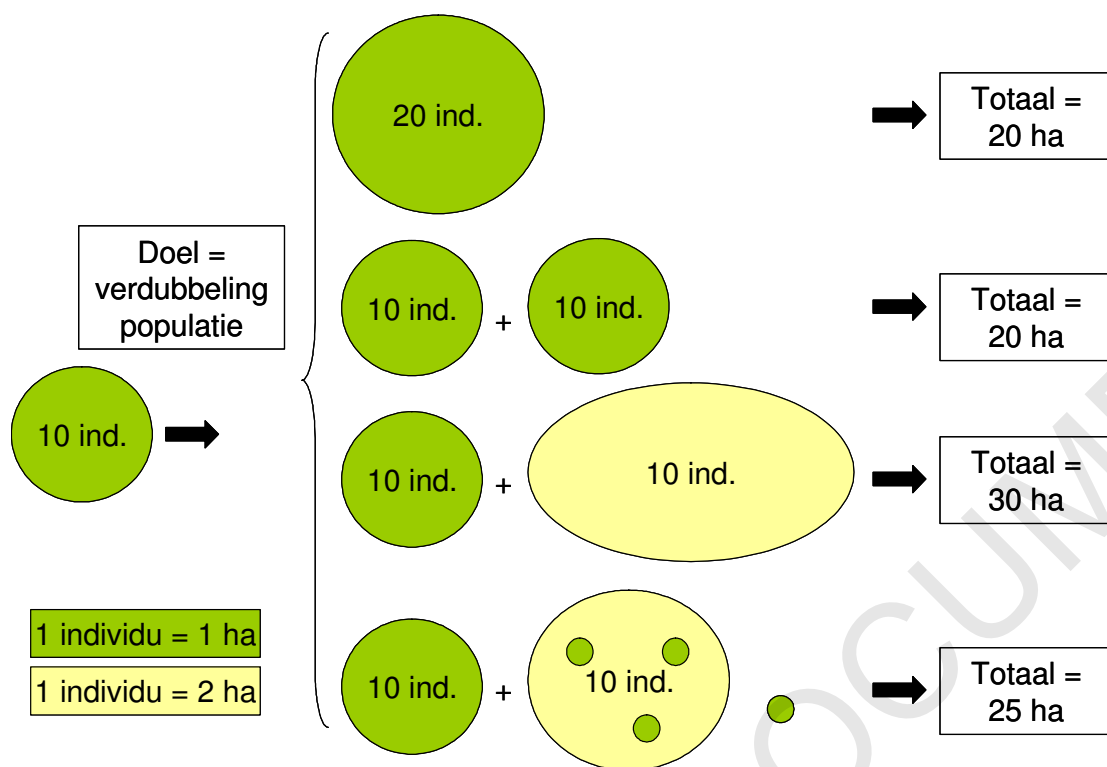 20 ind.
Totaal =
20 ha
Doel =
verdubbeling
populatie
10 ind.
+
10 ind.
Totaal =
20 ha
10 ind.
10 ind.
+
10 ind.
Totaal =
30 ha
1 individu = 1 ha
1 individu = 2 ha
10 ind.
+
10 ind.
Totaal =
25 ha
OCUM